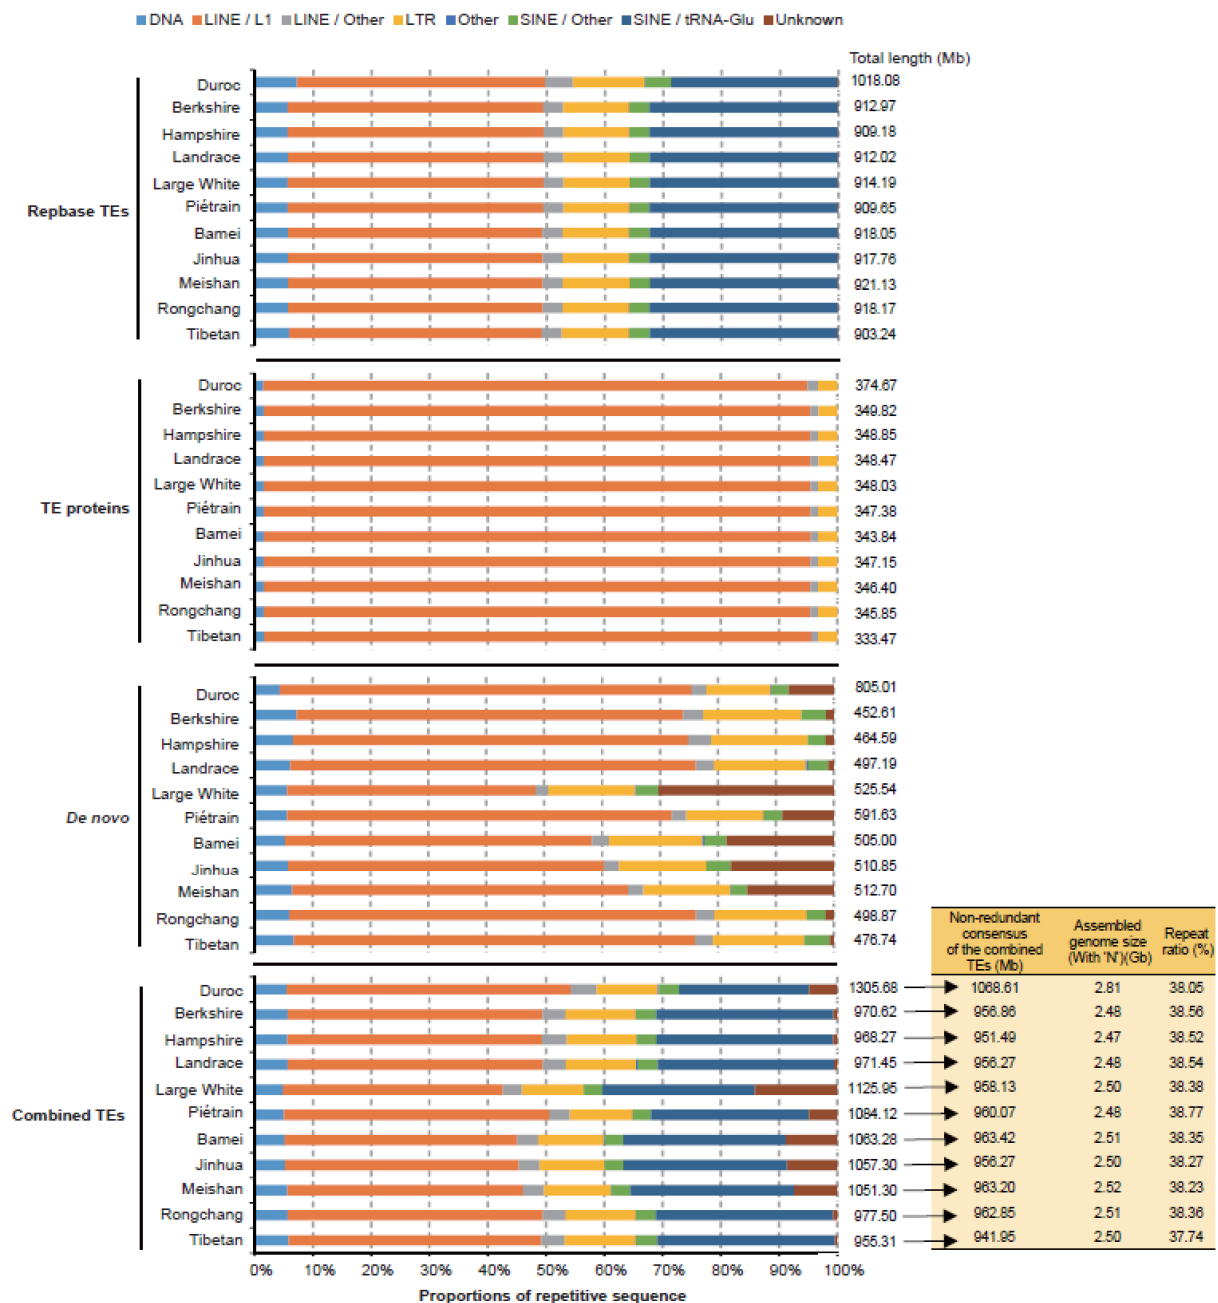 DNA LINE / L1 LINE / Other LTR Other SINE / Other SINE / tRNA-Glu Unknown
Total length (Mb)
Repbase TEs
Duroc 1018.08
Berkshire 912.97
Hampshire 909.18
Landrace 912.02
Large White 914.19
Piétrain 909.65
Bamei 918.05
Jinhua 917.76
Meishan 921.13
Rongchang 918.17
Tibetan 903.24
TE proteins
Duroc 374.67
Berkshire 349.82
Hampshire 348.85
Landrace 348.47
Large White 348.03
Piétrain 347.38
Bamei 343.84
Jinhua 347.15
Meishan 346.40
Rongchang 345.85
Tibetan 333.47
De novo
Duroc 805.01
Berkshire 452.61
Hampshire 464.59
Landrace 497.19
Large White 525.54
Piétrain 591.63
Bamei 505.00
Jinhua 510.85
Meishan 512.70
Rongchang 498.87
Tibetan 476.74
Non-redundant
consensus
of the combined
TEs (Mb)
Assembled
genome size
(With 'N')(Gb)
Repeat
ratio (%)
Combined TEs
Duroc 1305.68 1068.61 2.81 38.05
Berkshire 970.62 956.86 2.48 38.56
Hampshire 968.27 951.49 2.47 38.52
Landrace 971.45 956.27 2.48 38.54
Large White 1125.95 958.13 2.50 38.38
Piétrain 1084.12 960.07 2.48 38.77
Bamei 1063.28 963.42 2.51 38.35
Jinhua 1057.30 956.27 2.50 38.27
Meishan 1051.30 963.20 2.52 38.23
Rongchang 977.50 962.85 2.51 38.36
Tibetan 955.31 941.95 2.50 37.74
0% 10% 20% 30% 40% 50% 60% 70% 80% 90% 100%
Proportions of repetitive sequence